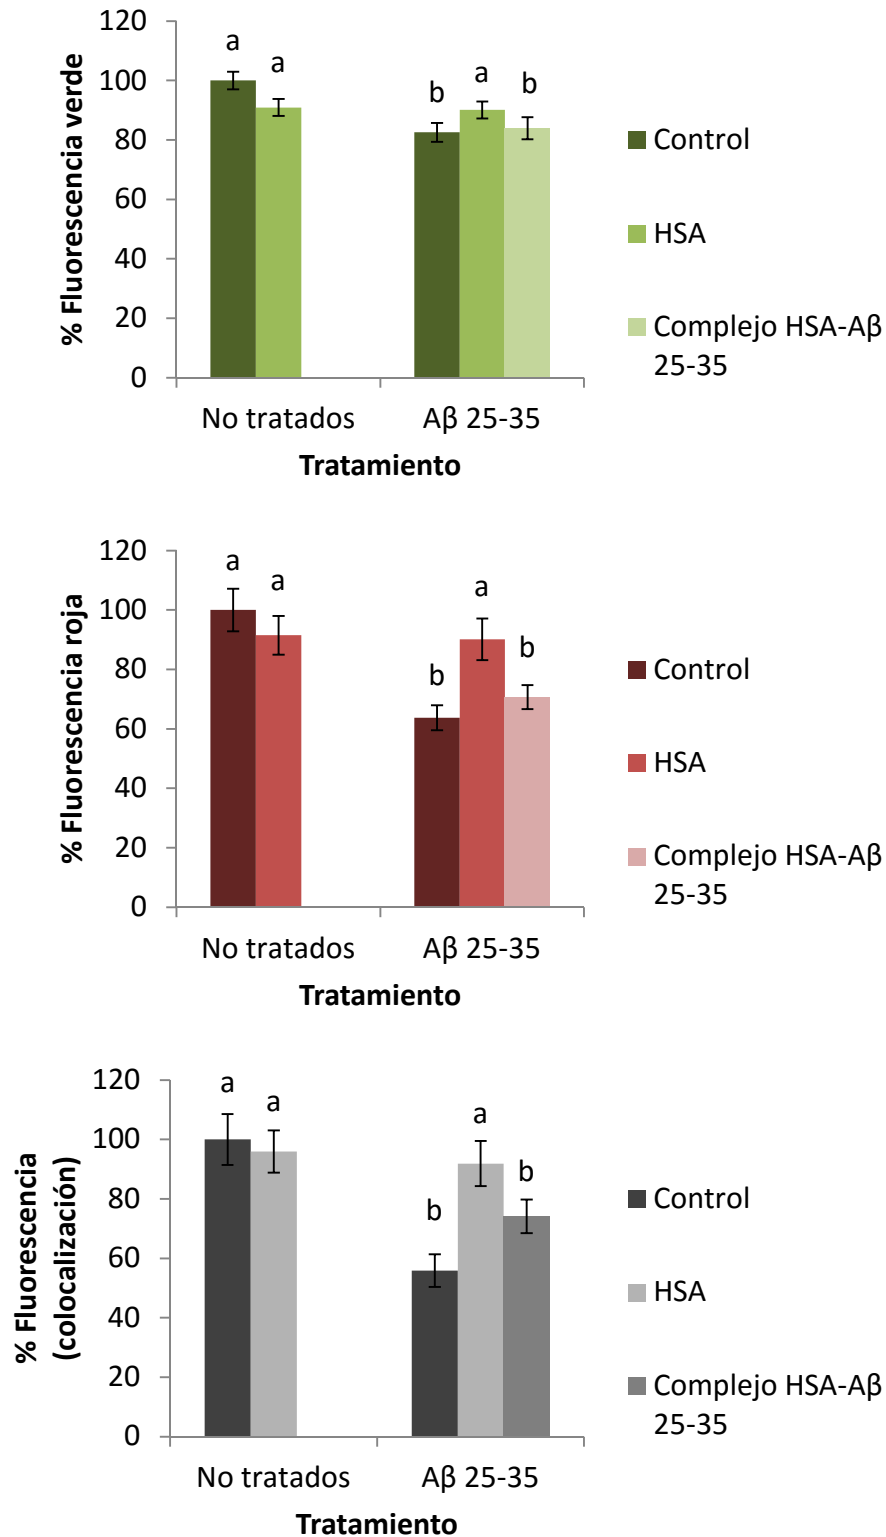 % Fluorescencia verde
120
100
80
60
40
20
0
a
a
b
a
b
No tratados
Aβ 25-35
Tratamiento
Control
HSA
Complejo HSA-Aβ
25-35
% Fluorescencia roja
120
100
80
60
40
20
0
a
a
b
a
b
No tratados
Aβ 25-35
Tratamiento
Control
HSA
Complejo HSA-Aβ
25-35
% Fluorescencia
(colocalización)
120
100
80
60
40
20
0
a
a
b
a
b
No tratados
Aβ 25-35
Tratamiento
Control
HSA
Complejo HSA-Aβ
25-35